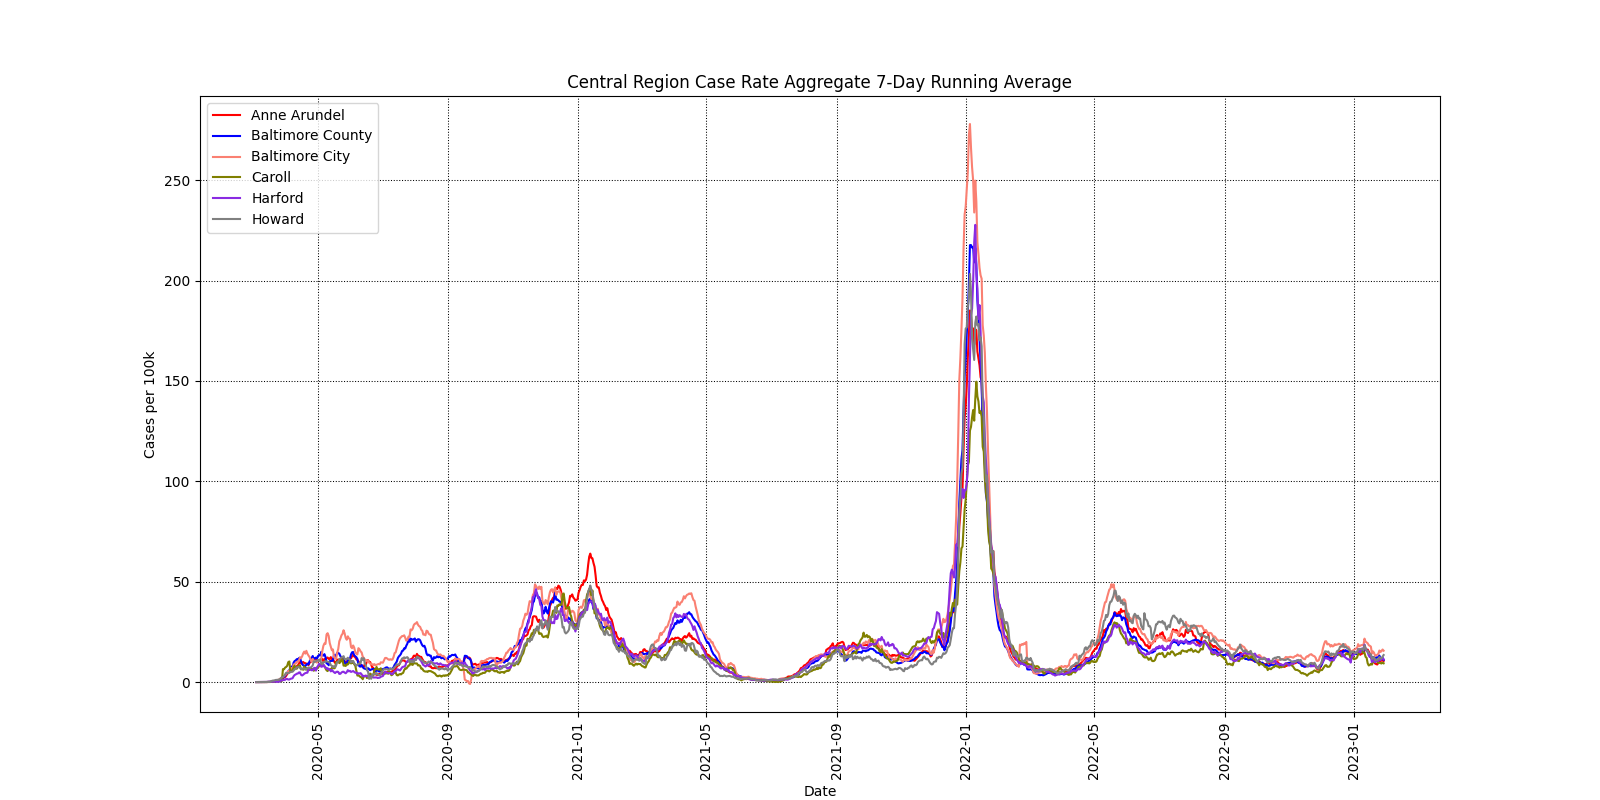 Central Region Case Rate Aggregate 7-Day Running Average
Anne Arundel
Baltimore County
Baltimore City
Caroll
Harford
Howard
Cases per 100k
250
200
150
100
50
0
2020-05
2020-09
2021-01
2021-05
2021-09
2022-01
2022-05
2022-09
2023-01
Date